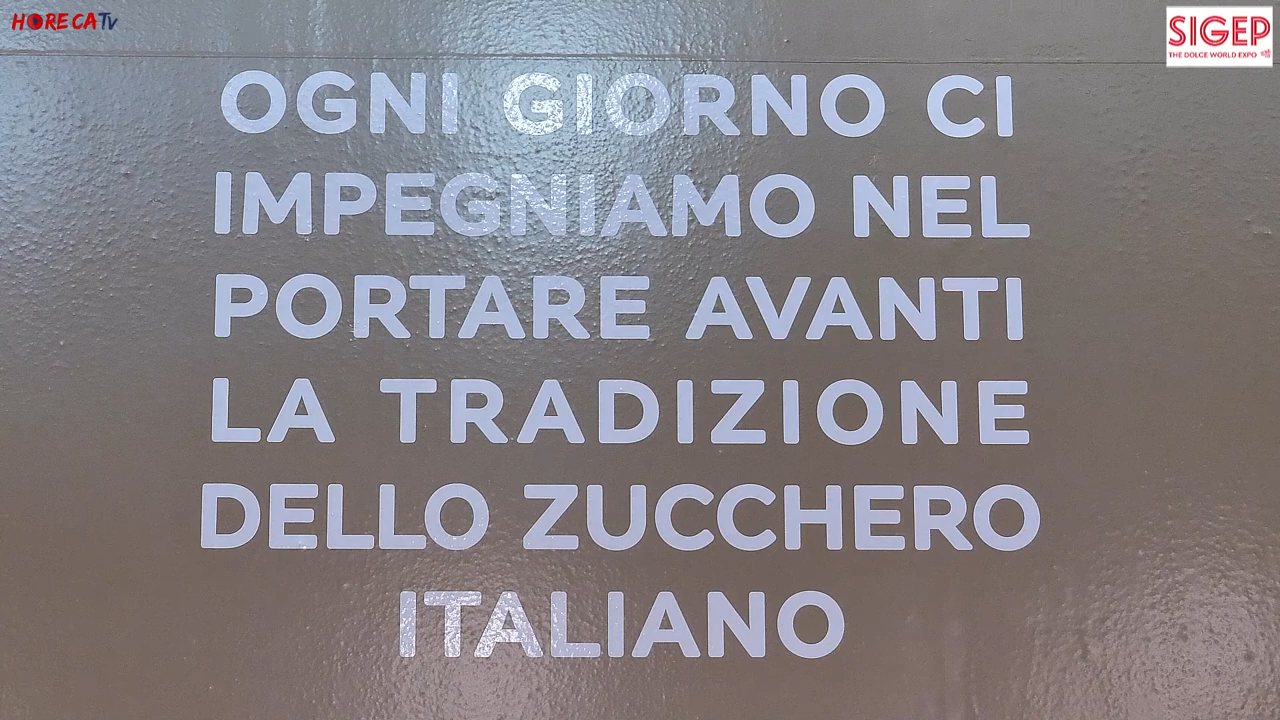 HORECATV
SIGEP
THE DOLCE WORLD EXPO
OGNI GIORNO CI
IMPEGNIAMO NEL
PORTARE AVANTI
LA TRADIZIONE
DELLO ZUCCHERO
ITALIANO